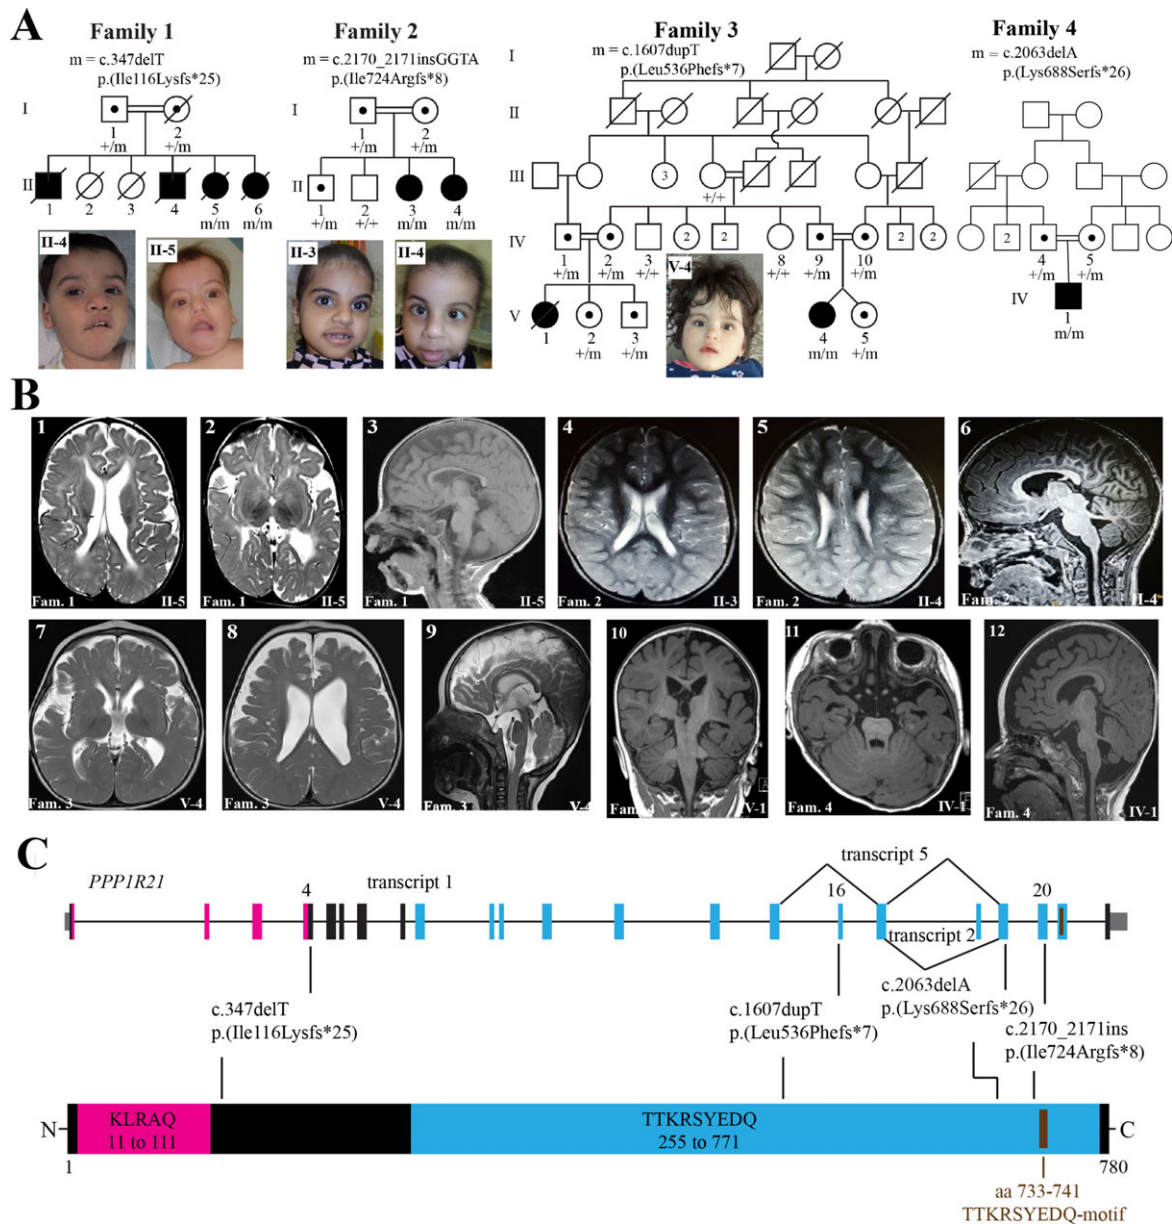 A
Family 1
m = c.347delT
p.(Ile116Lysfs*25)
I
1
+/m
2
+/m
II
1
2
3
4
5
m/m
6
m/m
II-4
II-5
Family 2
m = c.2170_2171insGGTA
p.(Ile724Argfs*8)
I
1
+/m
2
+/m
II
1
+/m
2
+/+
3
m/m
4
m/m
II-3
II-4
Family 3
m = c.1607dupT
p.(Leu536Phefs*7)
I
II
III
3
+/+
IV
2
2
2
2
1
+/m
2
+/m
3
+/+
8
+/+
9
+/m
10
+/m
V
1
2
+/m
3
+/m
4
m/m
5
+/m
V-4
Family 4
m = c.2063delA
p.(Lys688Serfs*26)
2
4
+/m
5
+/m
IV
1
m/m
B
1
Fam. 1
II-5
2
Fam. 1
II-5
3
Fam. 1
II-5
4
Fam. 2
II-3
5
Fam. 2
II-4
6
Fam. 2
II-4
7
Fam. 3
V-4
8
Fam. 3
V-4
9
Fam. 3
V-4
10
Fam. 4
V-1
11
Fam. 4
IV-1
12
Fam. 4
IV-1
C
PPP1R21
4
transcript 1
transcript 5
16
20
transcript 2
c.347delT
p.(Ile116Lysfs*25)
c.1607dupT
p.(Leu536Phefs*7)
c.2063delA
p.(Lys688Serfs*26)
c.2170_2171ins
p.(Ile724Argfs*8)
N
KLRAQ
11 to 111
TTKRSYEDQ
255 to 771
C
1
780
aa 733-741
TTKRSYEDQ-motif